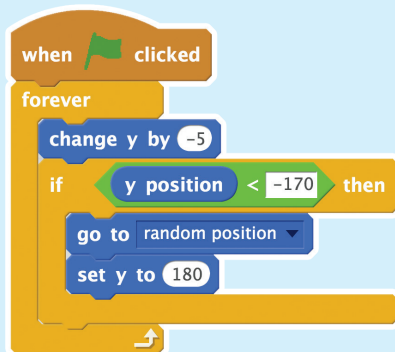 when clicked
forever
change y by -5
if y position < -170 then
go to random position
set y to 180